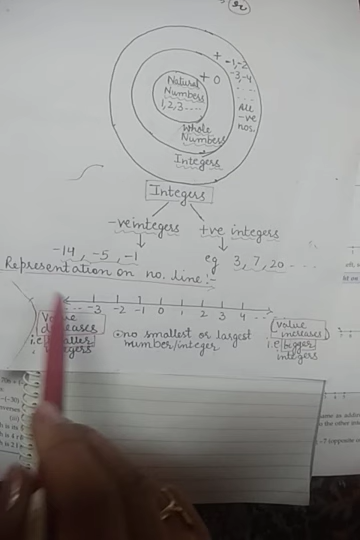 + -1, -2
-3, -4
All
-ve
nos.
Natural + 0
Numbers
1, 2, 3 ....
Whole
Numbers
Integers
Integers
-ve integers +ve integers
-14, -5, -1 eg 3, 7, 20 ....
Representation on no. line:-
-3 -2 -1 0 1 2 3 4 ....
Value decreases i.e. smaller integers
no smallest or largest
number/integer
Value increases i.e. bigger integers